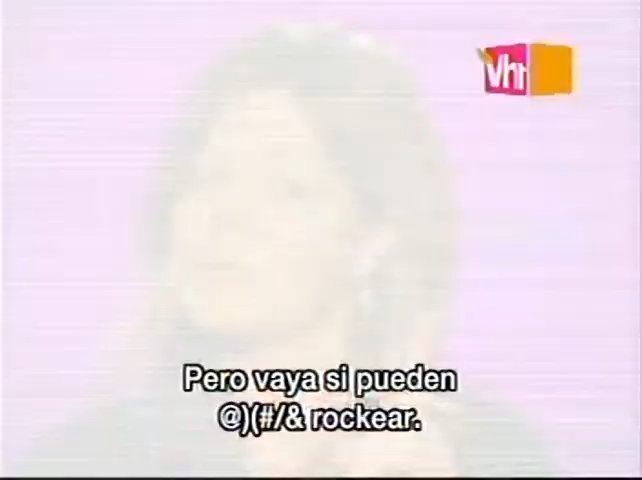 vh1
Pero vaya si pueden
@)(#/& rockear.